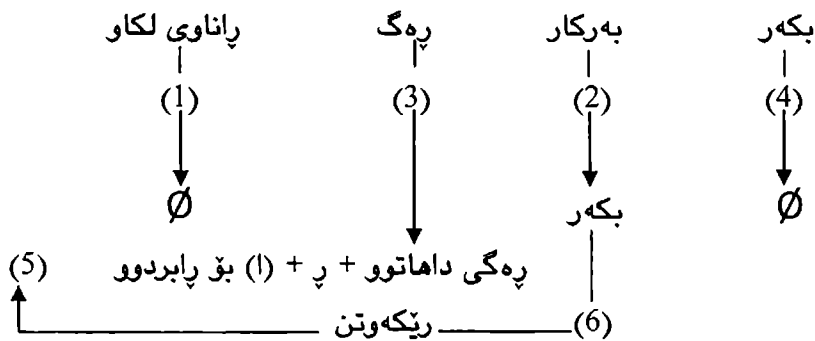 بکەر بەرکار ڕەگ ڕاناوی لکاو
(4) (2) (3) (1)
Ø بکەر Ø
ڕەگی داهاتوو + ڕ + (ا) بۆ ڕابردوو (5)
(6) ڕێکەوتن